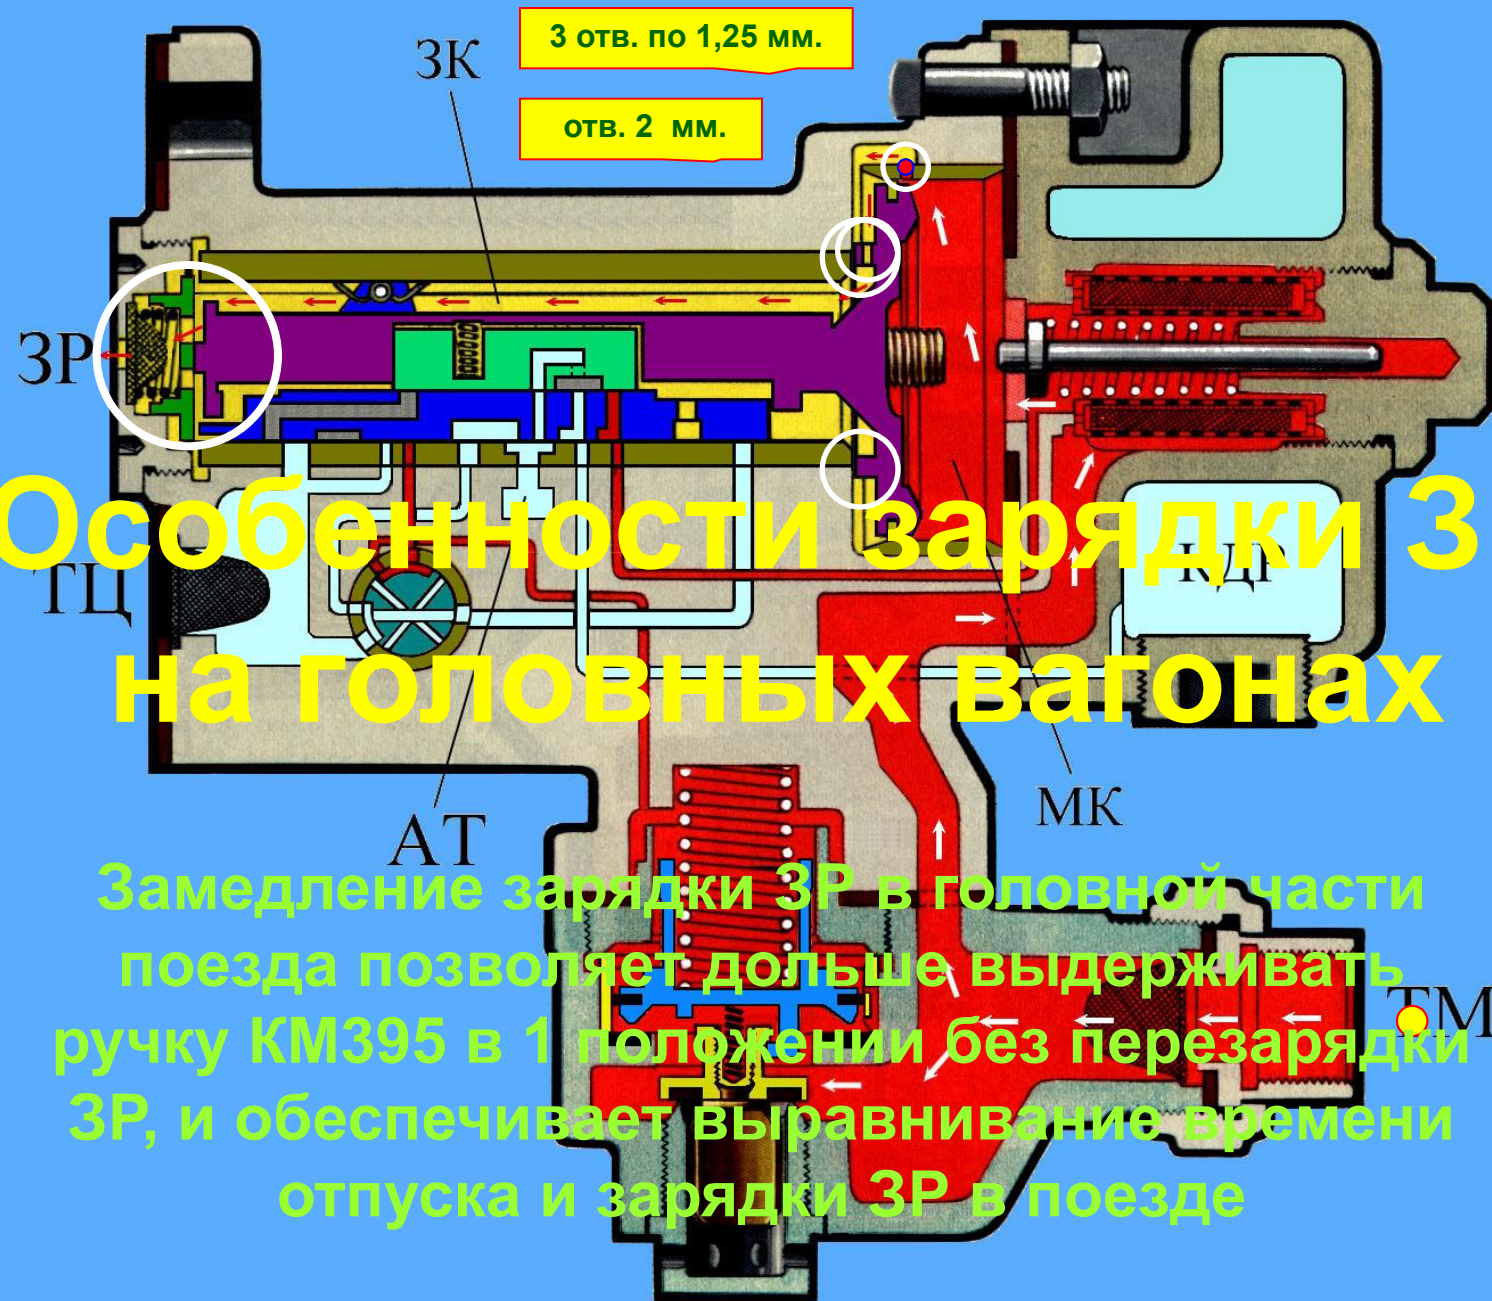 3 отв. по 1,25 мм.
ЗК
отв. 2 мм.
ЗР
Особенности зарядки З
КДР
ТЦ
на головных вагонах
МК
АТ
Замедление зарядки ЗР в головной части
поезда позволяет дольше выдерживать
ТМ
ручку КМ395 в 1 положении без перезарядки
ЗР, и обеспечивает выравнивание времени
отпуска и зарядки ЗР в поезде